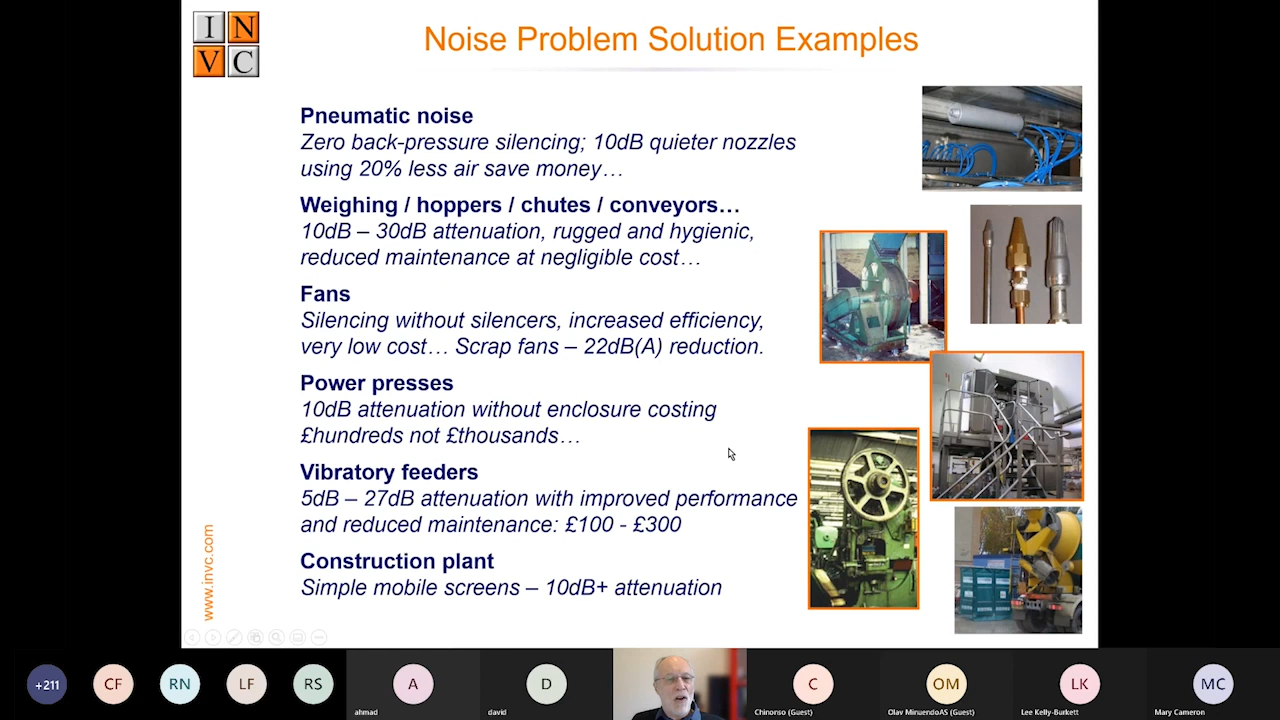 I N
V C
Noise Problem Solution Examples
Pneumatic noise
Zero back-pressure silencing; 10dB quieter nozzles
using 20% less air save money…
Weighing / hoppers / chutes / conveyors…
10dB – 30dB attenuation, rugged and hygienic,
reduced maintenance at negligible cost…
Fans
Silencing without silencers, increased efficiency,
very low cost… Scrap fans – 22dB(A) reduction.
Power presses
10dB attenuation without enclosure costing
£hundreds not £thousands…
Vibratory feeders
5dB – 27dB attenuation with improved performance
and reduced maintenance: £100 - £300
Construction plant
Simple mobile screens – 10dB+ attenuation
www.invc.com
+211
CF
RN
LF
RS
A
ahmad
D
david
C
Chinonso (Guest)
OM
Olav MinuendoAS (Guest)
LK
Lee Kelly-Burkett
MC
Mary Cameron